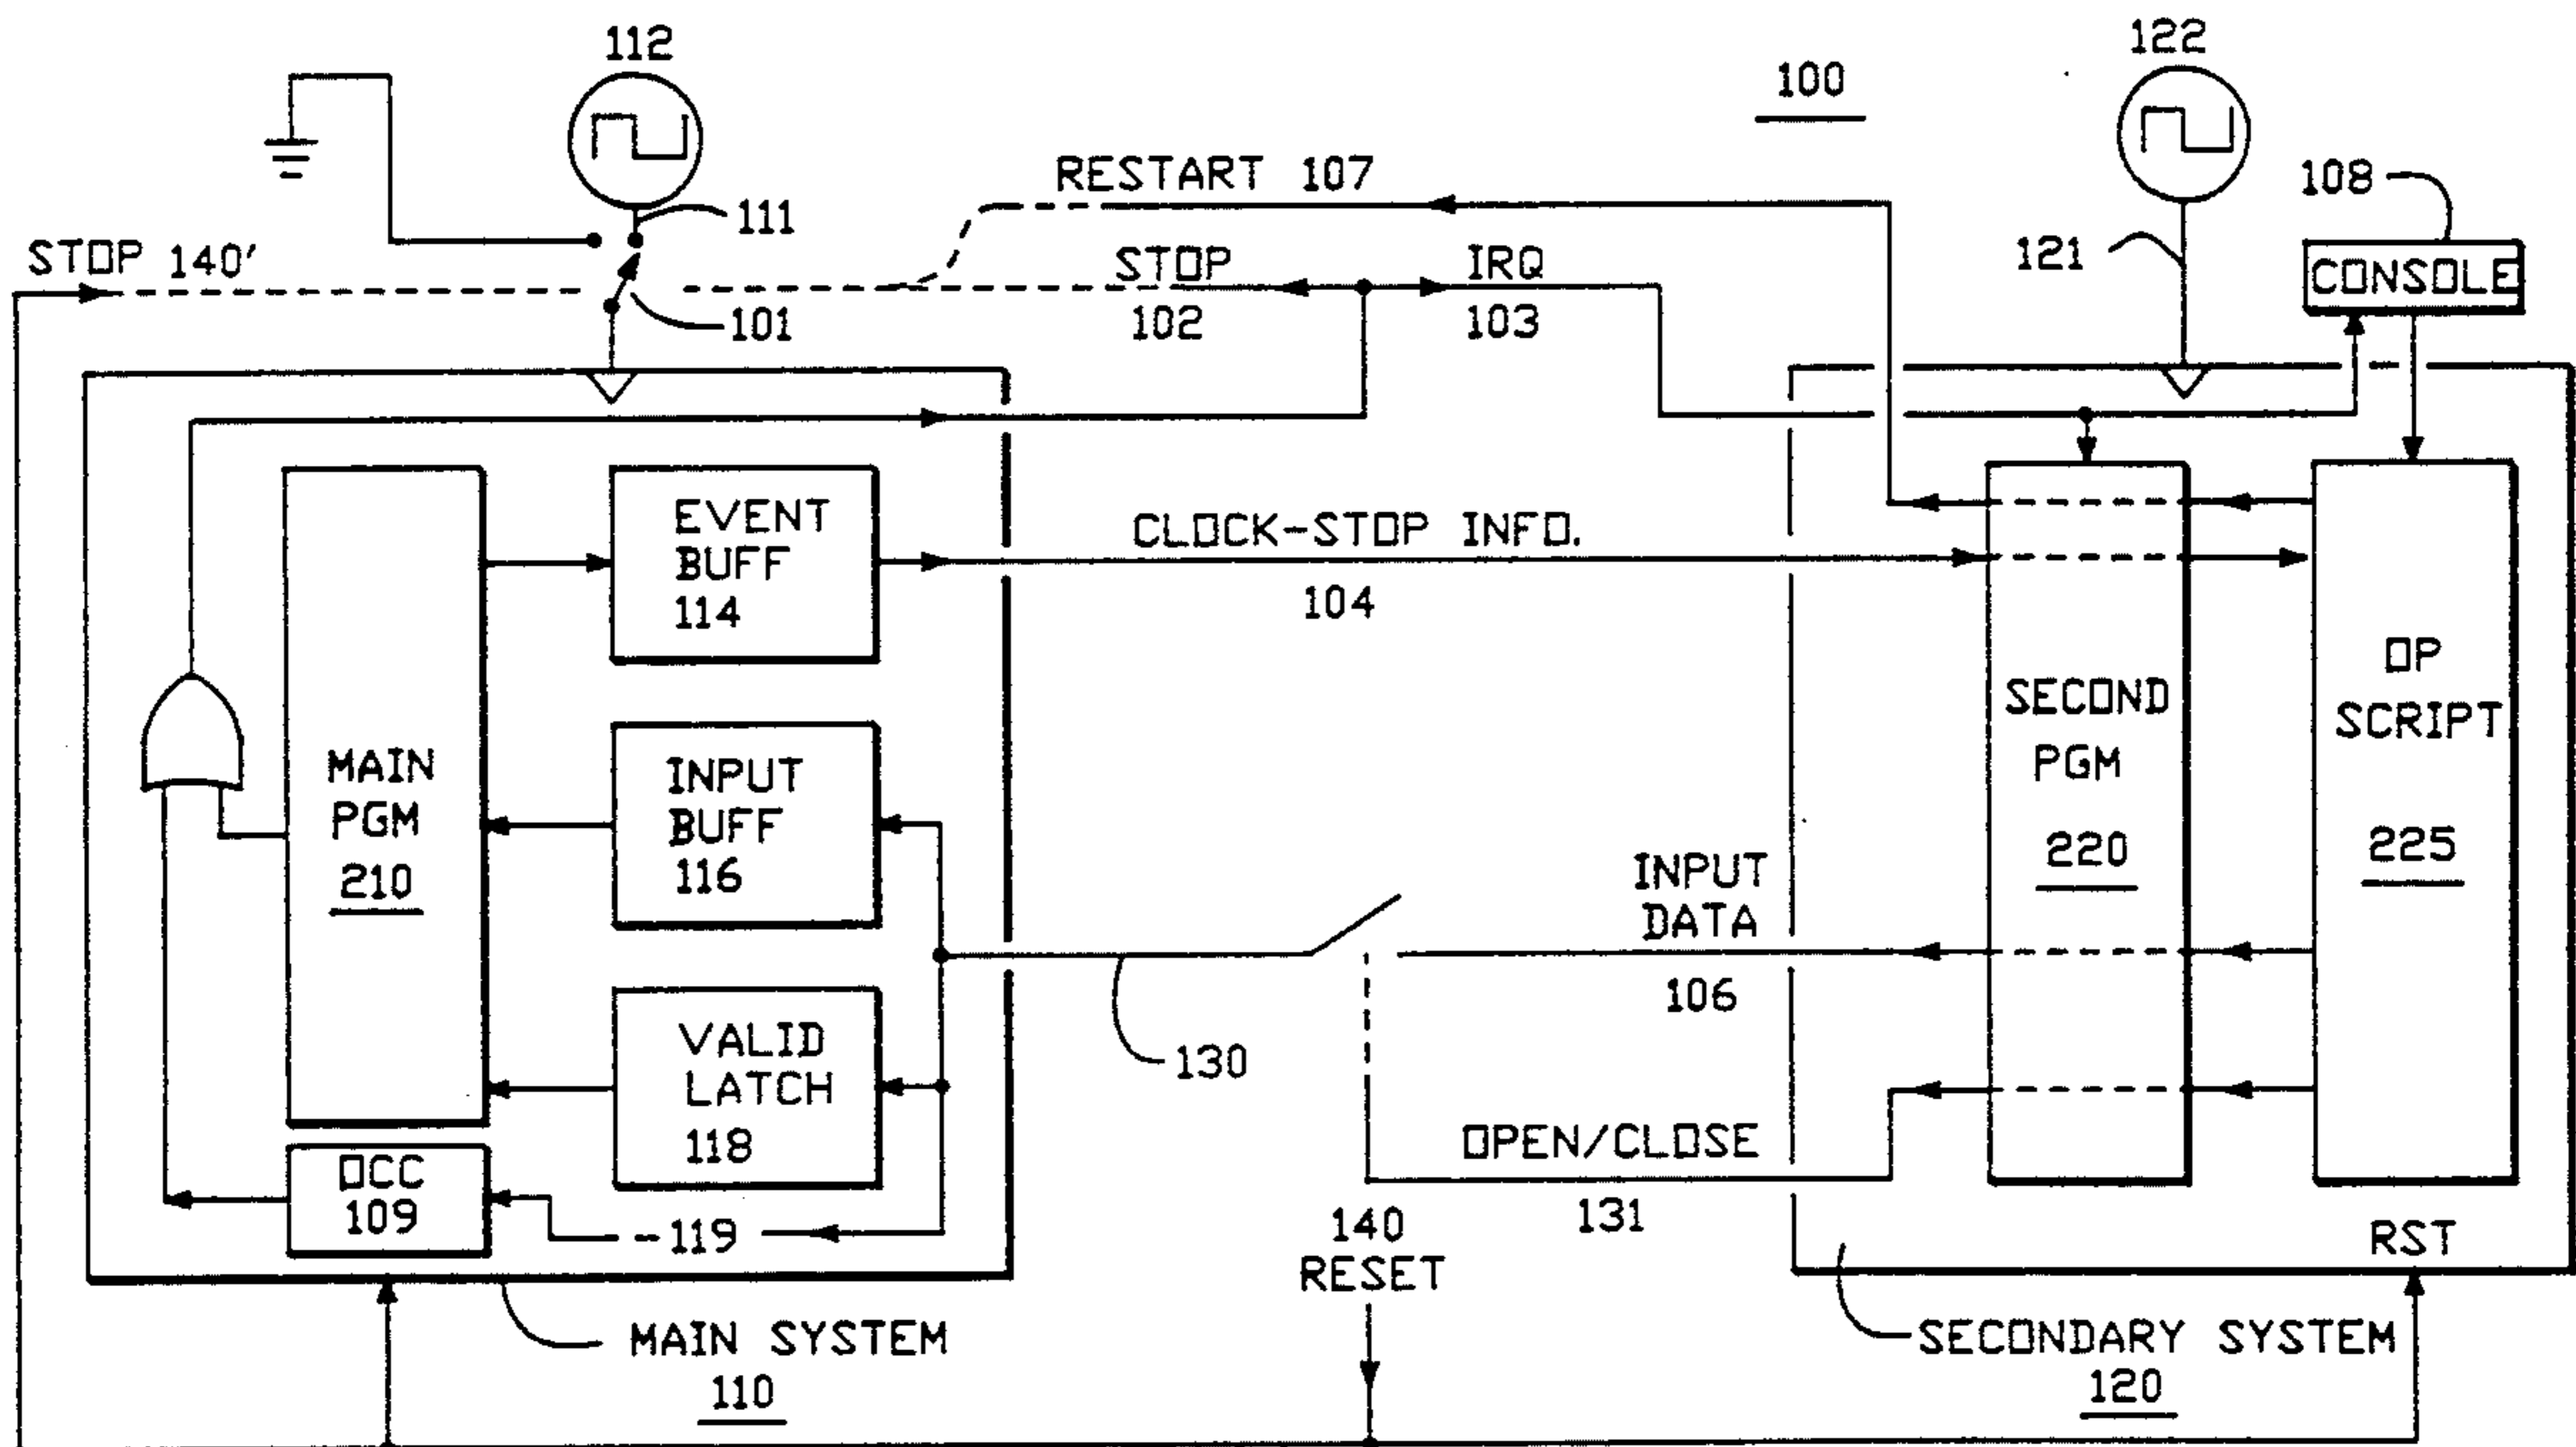 112
122
100
108
RESTART 107
111
STOP 140'
STOP
IRQ
121
CONSOLE
101
102
103
EVENT
BUFF
114
CLOCK-STOP INFO.
104
OP
SCRIPT
225
SECOND
PGM
220
MAIN
PGM
210
INPUT
BUFF
116
INPUT
DATA
106
VALID
LATCH
118
130
OPEN/CLOSE
131
OCC
109
119
140
RESET
RST
MAIN SYSTEM
110
SECONDARY SYSTEM
120